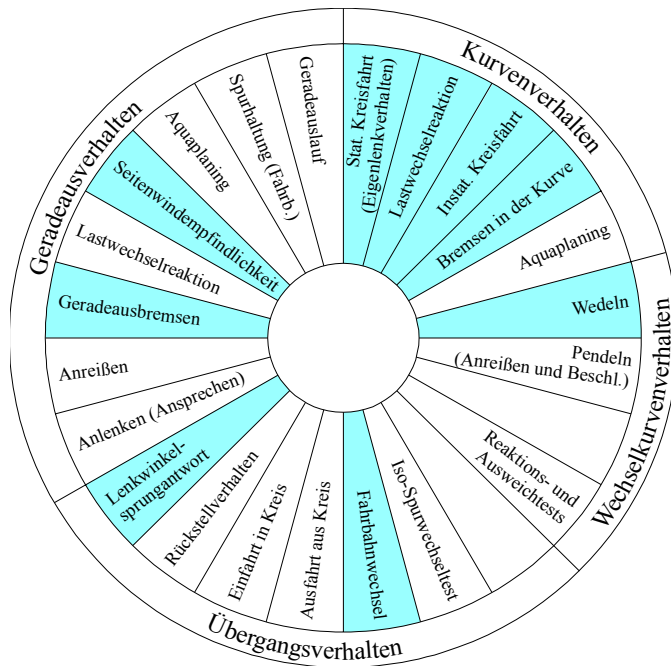 Kurvenverhalten
Stat. Kreisfahrt
(Eigenlenkverhalten)
Lastwechselreaktion
Instat. Kreisfahrt
Bremsen in der Kurve
Aquaplaning
Wechselkurvenverhalten
Wedeln
Pendeln
(Anreißen und Beschl.)
Reaktions- und
Ausweichtests
Übergangsverhalten
Iso-Spurwechseltest
Fahrbahnwechsel
Ausfahrt aus Kreis
Einfahrt in Kreis
Rückstellverhalten
Lenkwinkel-
sprungantwort
Geradeausverhalten
Anlenken (Ansprechen)
Anreißen
Geradeausbremsen
Lastwechselreaktion
Seitenwindempfindlichkeit
Aquaplaning
Spurhaltung (Fahrb.)
Geradeauslauf